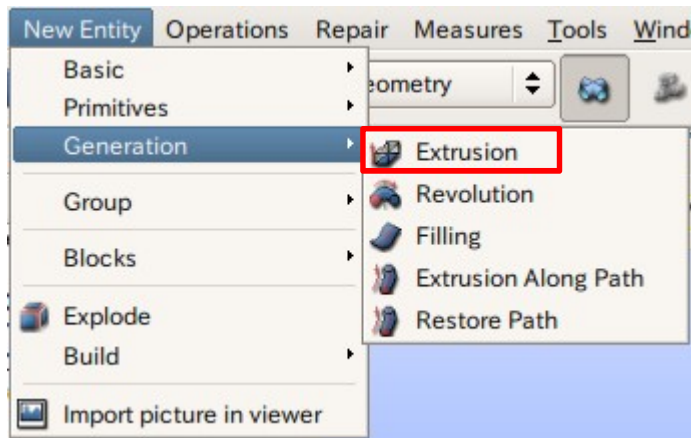 New Entity Operations Repair Measures Tools Wind
Basic
eometry
Primitives
Generation
Extrusion
Group
Revolution
Filling
Blocks
Extrusion Along Path
Explode
Restore Path
Build
Import picture in viewer